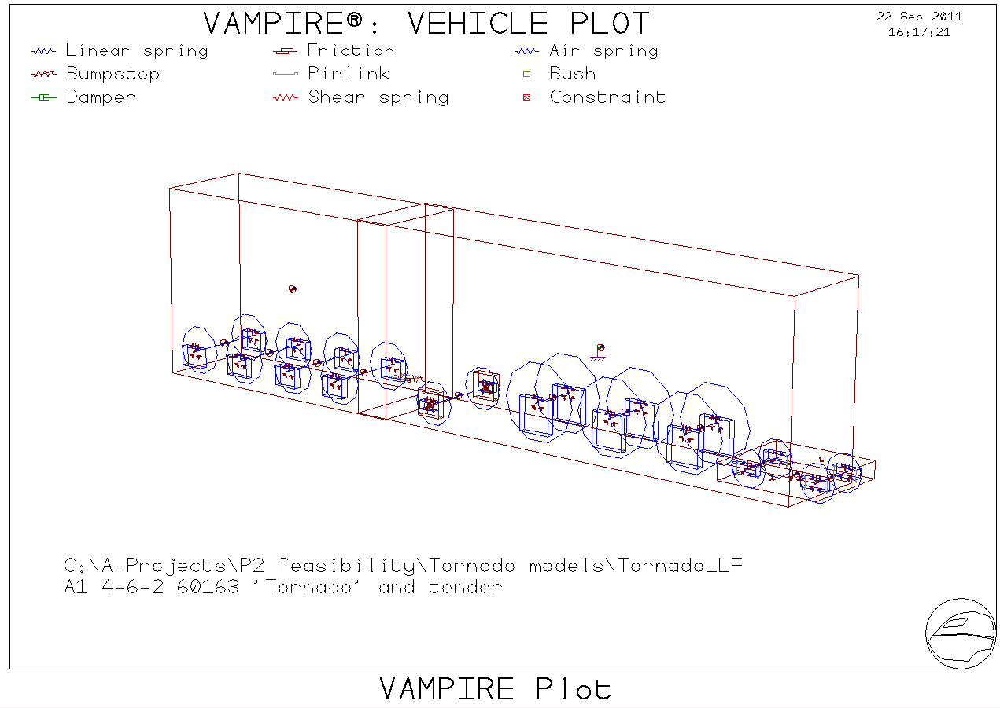 VAMPIRE®: VEHICLE PLOT
22 Sep 2011
16:17:21
Linear spring
Friction
Air spring
Bumpstop
Pinlink
Bush
Damper
Shear spring
Constraint
C:\A-Projects\P2 Feasibility\Tornado models\Tornado_LF
A1 4-6-2 60163 'Tornado' and tender
VAMPIRE Plot